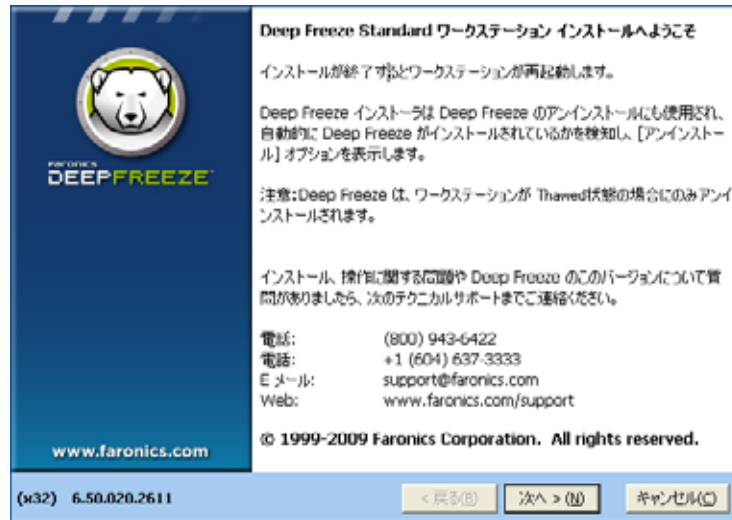 FARONICS
DEEPFREEZE
www.faronics.com
Deep Freeze Standard ワークステーション インストールへようこそ
インストールが終了するとワークステーションが再起動します。
Deep Freeze インストーラは Deep Freeze のアンインストールにも使用され、
自動的に Deep Freeze がインストールされているかを検知し、[アンインストー
ル] オプションを表示します。
注意:Deep Freeze は、ワークステーションが Thawed状態の場合にのみアンイ
ンストールされます。
インストール、操作に関する問題や Deep Freeze のこのバージョンについて質
問がありましたら、次のテクニカルサポートまでご連絡ください。
電話: (800) 943-6422
電話: +1 (604) 637-3333
E メール: support@faronics.com
Web: www.faronics.com/support
© 1999-2009 Faronics Corporation. All rights reserved.
(x32) 6.50.020.2611
< 戻る(B) 次へ > (N) キャンセル(C)